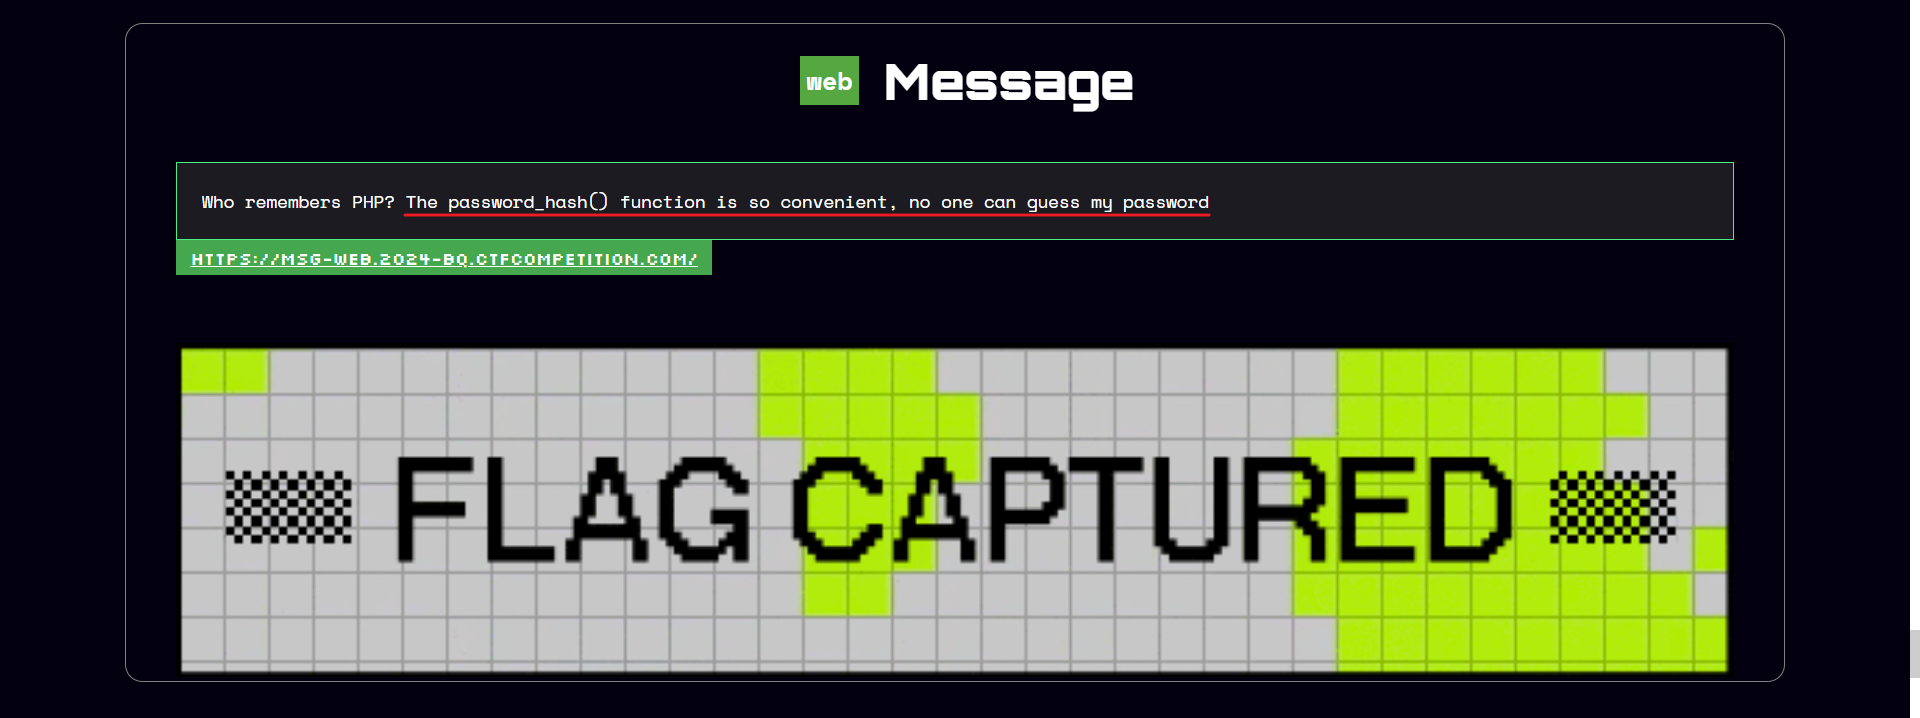 web Message
Who remembers PHP? The password_hash() function is so convenient, no one can guess my password
HTTPS://MSG-WEB.2024-BQ.CTFCOMPETITION.COM/
FLAG CAPTURED